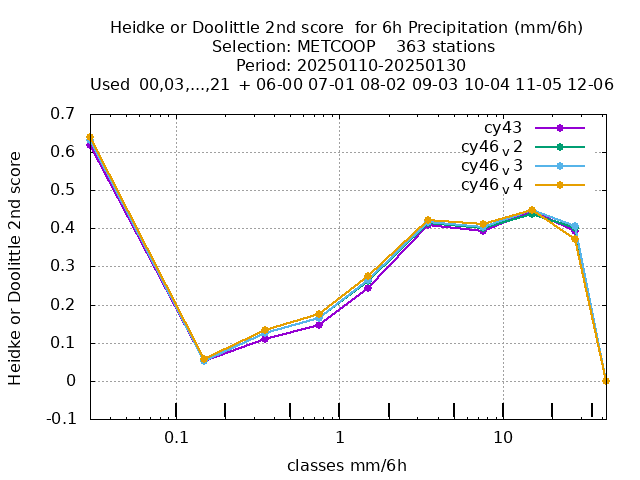 Heidke or Doolittle 2nd score  for 6h Precipitation (mm/6h)
Selection: METCOOP    363 stations
Period: 20250110-20250130
Used  00,03,...,21  + 06-00 07-01 08-02 09-03 10-04 11-05 12-06
0.7
0.6
0.5
0.4
0.3
0.2
0.1
0
-0.1
Heidke or Doolittle 2nd score
cy43
cy46v2
cy46v3
cy46v4
0.1 1 10
classes mm/6h